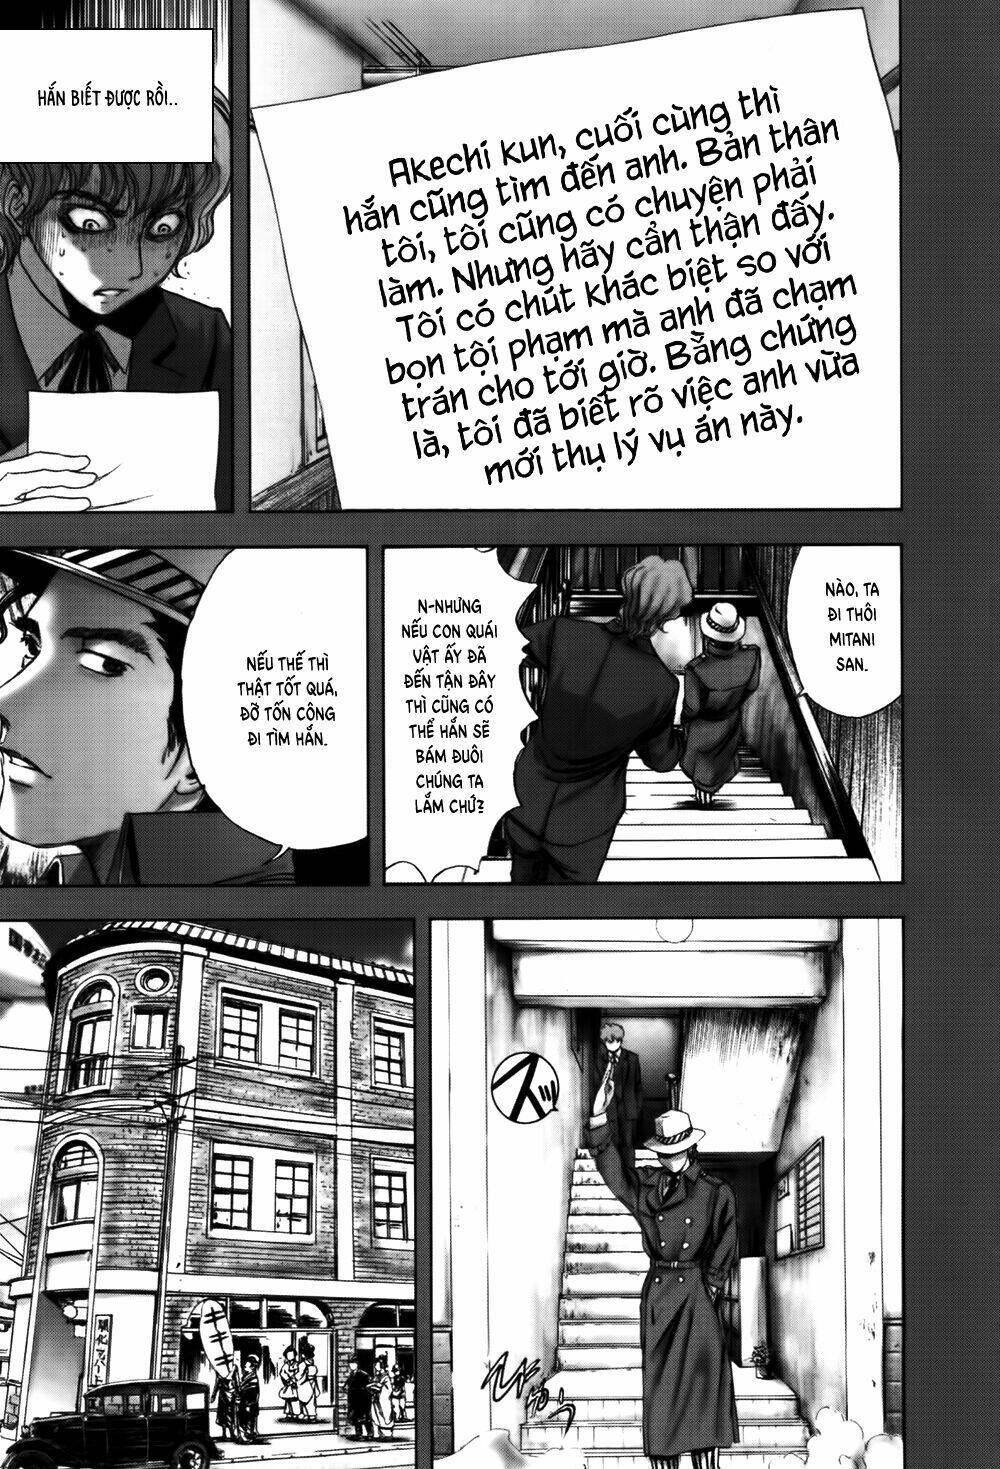 Akechi kun, cuối cùng thì
hắn cũng tìm đến anh. Bản thân
tôi, tôi cũng có chuyện phải
làm. Nhưng hãy cẩn thận đấy.
Tôi có chút khác biệt so với
bọn tội phạm mà anh đã chạm
trán cho tới giờ. Bằng chứng
là, tôi đã biết rõ việc anh vừa
mới thụ lý vụ án này.
HẮN BIẾT ĐƯỢC RỒI..
NÀO, TA
ĐI THÔI
MITANI
SAN.
N-NHƯNG
NẾU CON QUÁI
VẬT ẤY ĐÃ
ĐẾN TẬN ĐÂY
THÌ CŨNG CÓ
THỂ HẮN SẼ
BÁM ĐUÔI
CHÚNG TA
LẮM CHỨ?
NẾU THẾ THÌ
THẬT TỐT QUÁ,
ĐỠ TỐN CÔNG
ĐI TÌM HẮN.
スッ